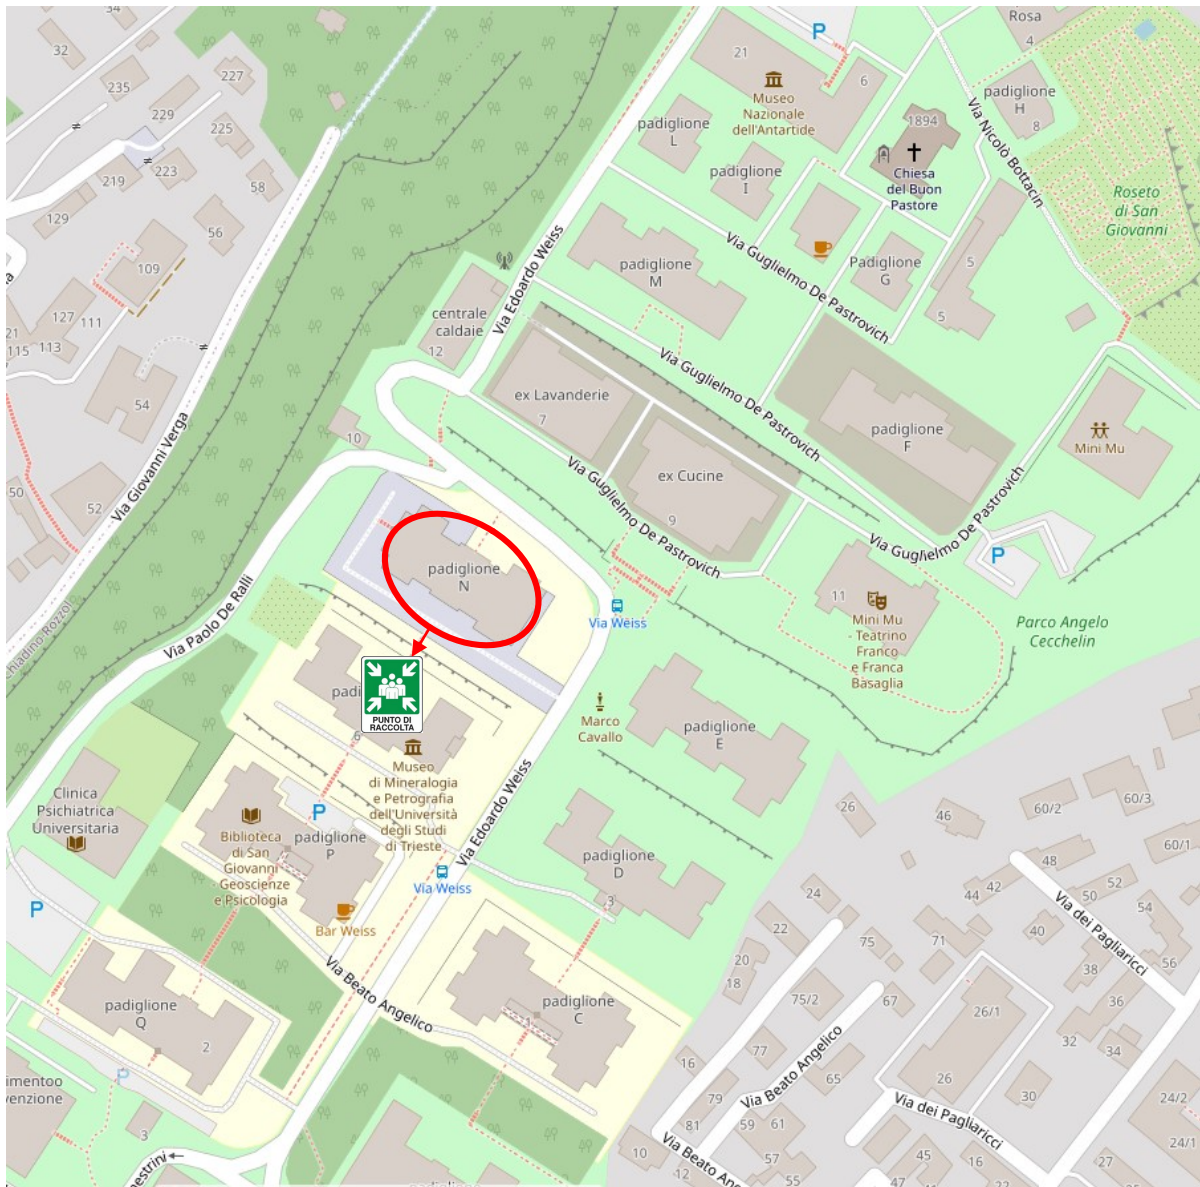 34
32
235
227
229
225
223
219
58
129
56
109
127
111
121
115
113
54
50
52
Via Giovanni Verga
Chiadino-Rozzol
Via Paolo De Ralli
Rosa
4
P
21
6
Museo
Nazionale
dell'Antartide
padiglione
L
padiglione
I
1894
Chiesa
del Buon
Pastore
padiglione
H
8
Via Nicolò Bottacin
Roseto
di San
Giovanni
Via Edoardo Weiss
padiglione
M
Via Guglielmo De Pastrovich
Padiglione
G
5
5
centrale
caldaie
12
10
ex Lavanderie
7
Via Guglielmo De Pastrovich
padiglione
F
Mini Mu
ex Cucine
9
Via Guglielmo De Pastrovich
Via Guglielmo De Pastrovich
P
padiglione
N
Via Weiss
11
Mini Mu
- Teatrino
Franco
e Franca
Basaglia
Parco Angelo
Cecchelin
padi
PUNTO DI
RACCOLTA
6
Museo
di Mineralogia
e Petrografia
dell'Università
degli Studi
di Trieste
Marco
Cavallo
padiglione
E
Via Edoardo Weiss
Clinica
Psichiatrica
Universitaria
P
Biblioteca
di San
Giovanni
- Geoscienze
e Psicologia
padiglione
P
Via Weiss
Bar Weiss
padiglione
D
3
P
padiglione
Q
2
Via Beato Angelico
padiglione
C
1
P
imentoo
venzione
3
estrini
26
46
60/2
60/3
60/1
48
24
44
42
50
52
54
22
75
71
40
Via dei Pagliaricci
20
18
75/2
67
38
56
36
26/1
32
34
16
77
Via Beato Angelico
65
26
30
79
81
59
61
Via dei Pagliaricci
24/2
24/1
Via Beato Ang
10
12
57
55
47
45
16
27
padiglione